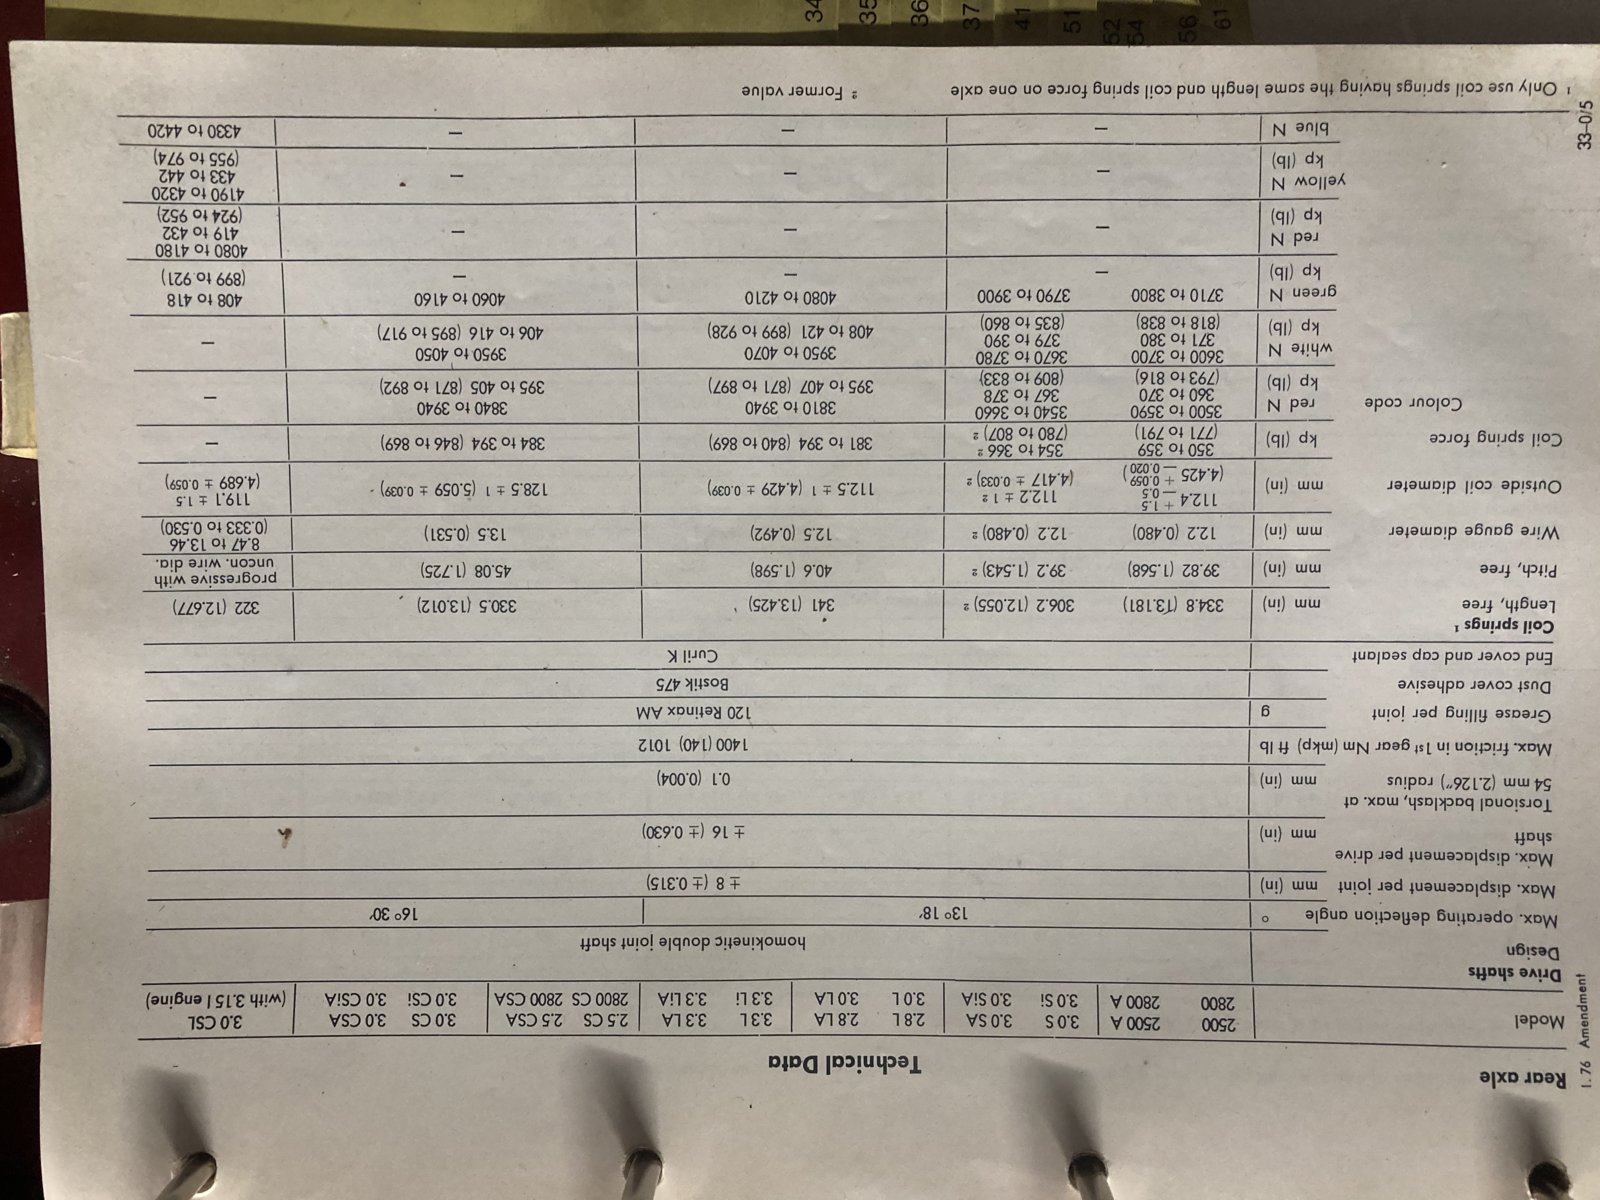 1.76 Amendment
Rear axle
Technical Data
Model
2500 2500 A
2800 2800 A
3.0 S 3.0 SA
3.0 Si 3.0 SiA
2.8 L 2.8 LA
3.0 L 3.0 LA
3.3 L 3.3 LA
3.3 Li 3.3 LiA
2.5 CS 2.5 CSA
2800 CS 2800 CSA
3.0 CS 3.0 CSA
3.0 CSi 3.0 CSiA
3.0 CSL
(with 3.15 l engine)
Drive shafts
Design homokinetic double joint shaft
Max. operating deflection angle ° 13° 18′ 16° 30′
Max. displacement per joint mm (in) ± 8 (± 0.315)
Max. displacement per drive
shaft mm (in) ± 16 (± 0.630)
Torsional backlash, max. at
54 mm (2.126″) radius mm (in) 0.1 (0.004)
Max. friction in 1st gear Nm (mkp) ft lb 1400 (140) 1012
Grease filling per joint g 120 Retinax AM
Dust cover adhesive Bostik 475
End cover and cap sealant Curil K
Coil springs ¹
Length, free mm (in) 334.8 (13.181) 306.2 (12.055) ² 341 (13.425) 330.5 (13.012) 322 (12.677)
Pitch, free mm (in) 39.82 (1.568) 39.2 (1.543) ² 40.6 (1.598) 45.08 (1.725) progressive with
uncon. wire dia.
Wire gauge diameter mm (in) 12.2 (0.480) 12.2 (0.480) ² 12.5 (0.492) 13.5 (0.531) 8.47 to 13.46
(0.333 to 0.530)
Outside coil diameter mm (in) 112.4 + 1.5 — 0.5 112.2 ± 1 ² 112.5 ± 1 (4.429 ± 0.039) 128.5 ± 1 (5.059 ± 0.039) 119.1 ± 1.5
(4.425 + 0.059 — 0.020) (4.417 ± 0.033) ² (4.689 ± 0.059)
Coil spring force kp (lb) 350 to 359 354 to 366 ² 381 to 394 (840 to 869) 384 to 394 (846 to 869) —
(771 to 791) (780 to 807) ²
Colour code red N 3500 to 3590 3540 to 3660 3810 to 3940 3840 to 3940 —
kp (lb) 360 to 370 367 to 378 395 to 407 (871 to 897) 395 to 405 (871 to 892)
(793 to 816) (809 to 833)
white N 3600 to 3700 3670 to 3780 3950 to 4070 3950 to 4050 —
kp (lb) 371 to 380 379 to 390 408 to 421 (899 to 928) 406 to 416 (895 to 917)
(818 to 838) (835 to 860)
green N 3710 to 3800 3790 to 3900 4080 to 4210 4060 to 4160 408 to 418
kp (lb) — — — (899 to 921)
red N — — — 4080 to 4180
kp (lb) 419 to 432
(924 to 952)
yellow N — — — 4190 to 4320
kp (lb) 433 to 442
(955 to 974)
blue N — — — 4330 to 4420
¹ Only use coil springs having the same length and coil spring force on one axle ² Former value
33–0/5
61
56
54
52
51
41
37
36
35
34